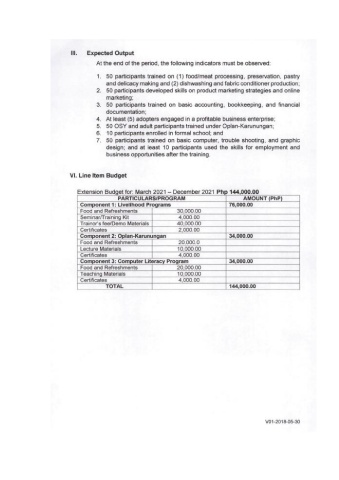 III. Expected Output
At the end of the period, the following indicators must be observed:
1. 50 participants trained on (1) food/meat processing, preservation, pastry
and delicacy making and (2) dishwashing and fabric conditioner production;
2. 50 participants developed skills on product marketing strategies and online
marketing;
3. 50 participants trained on basic accounting, bookkeeping, and financial
documentation;
4. At least (5) adopters engaged in a profitable business enterprise;
5. 50 OSY and adult participants trained under Oplan-Karunungan;
6. 10 participants enrolled in formal school; and
7. 50 participants trained on basic computer, trouble shooting, and graphic
design; and at least 10 participants used the skills for employment and
business opportunities after the training.
VI. Line Item Budget
Extension Budget for: March 2021 – December 2021 Php 144,000.00
PARTICULARS/PROGRAM AMOUNT (PhP)
Component 1: Livelihood Programs 76,000.00
Food and Refreshments 30,000.00
Seminar/Training Kit 4,000.00
Trainor's fee/Demo Materials 40,000.00
Certificates 2,000.00
Component 2: Oplan-Karunungan 34,000.00
Food and Refreshments 20,000.0
Lecture Materials 10,000.00
Certificates 4,000.00
Component 3: Computer Literacy Program 34,000.00
Food and Refreshments 20,000.00
Teaching Materials 10,000.00
Certificates 4,000.00
TOTAL 144,000.00
V01-2018-05-30